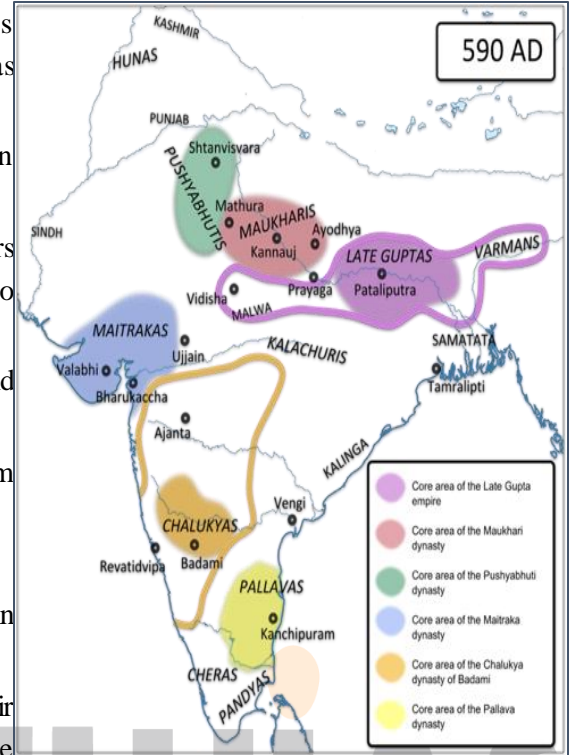 s
as
n
rs
o
d
m
n
ir
e
590 AD
KASHMIR
HUNAS
PUNJAB
Shtanvisvara
PUSHYABHUTIS
Mathura
MAUKHARIS
Ayodhya
Kannauj
SINDH
LATE GUPTAS
VARMANS
Pataliputra
Prayaga
Vidisha
MALWA
MAITRAKAS
Ujjain
KALACHURIS
SAMATATA
Valabhi
Bharukaccha
Tamralipti
Ajanta
KALINGA
Vengi
CHALUKYAS
Revatidvipa
Badami
PALLAVAS
Kanchipuram
CHERAS
PANDYAS
Core area of the Late Gupta
empire
Core area of the Maukhari
dynasty
Core area of the Pushyabhuti
dynasty
Core area of the Maitraka
dynasty
Core area of the Chalukya
dynasty of Badami
Core area of the Pallava
dynasty